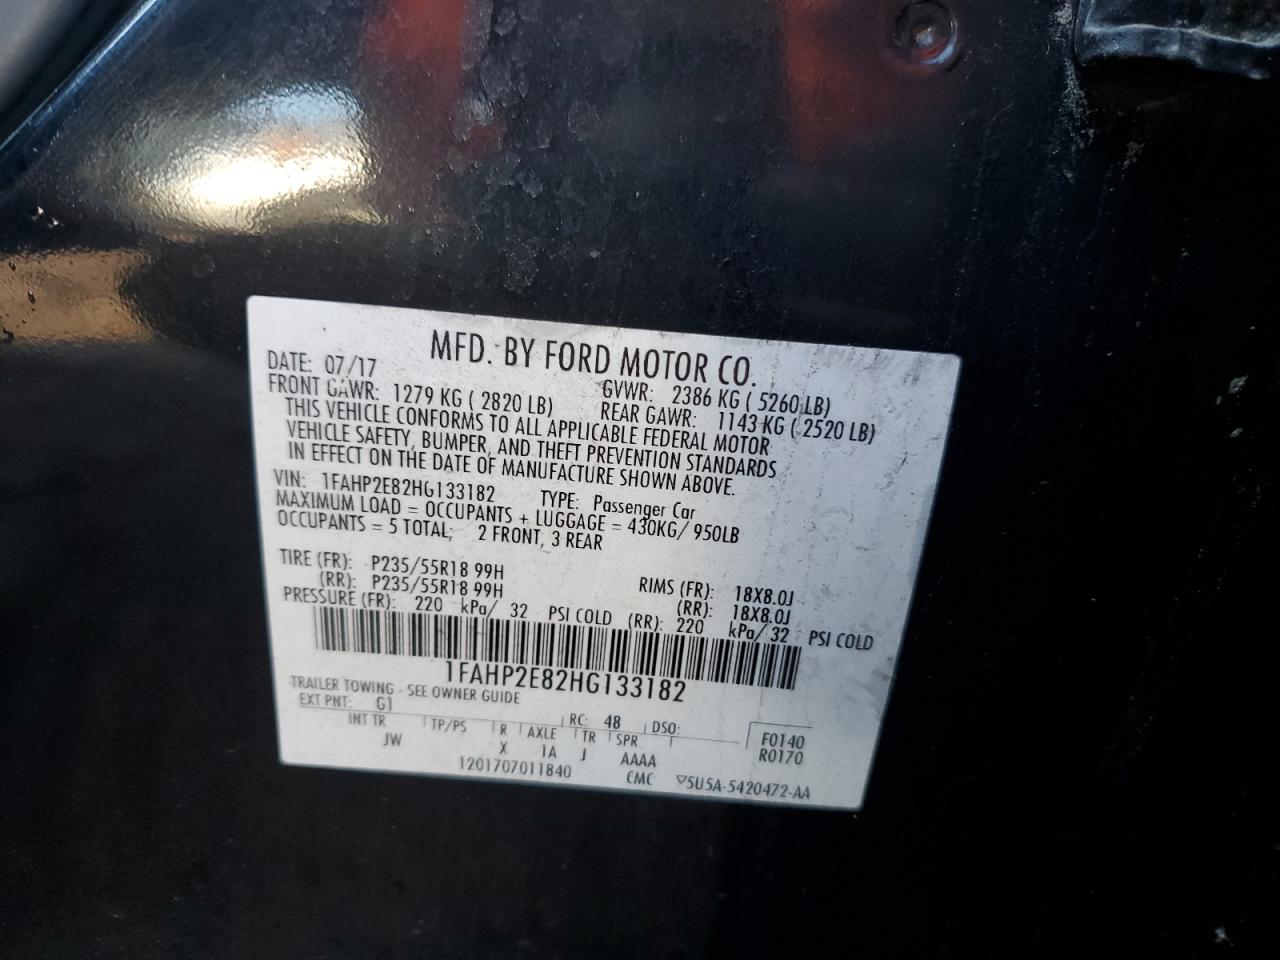 MFD. BY FORD MOTOR CO.
DATE: 07/17 GVWR: 2386 KG ( 5260 LB)
FRONT GAWR: 1279 KG ( 2820 LB) REAR GAWR: 1143 KG ( 2520 LB)
THIS VEHICLE CONFORMS TO ALL APPLICABLE FEDERAL MOTOR
VEHICLE SAFETY, BUMPER, AND THEFT PREVENTION STANDARDS
IN EFFECT ON THE DATE OF MANUFACTURE SHOWN ABOVE.
VIN: 1FAHP2E82HG133182 TYPE: Passenger Car
MAXIMUM LOAD = OCCUPANTS + LUGGAGE = 430KG/ 950LB
OCCUPANTS = 5 TOTAL, 2 FRONT, 3 REAR
TIRE (FR): P235/55R18 99H RIMS (FR): 18X8.0J
(RR): P235/55R18 99H (RR): 18X8.0J
PRESSURE (FR): 220 kPa/ 32 PSI COLD (RR): 220 kPa/ 32 PSI COLD
1FAHP2E82HG133182
TRAILER TOWING - SEE OWNER GUIDE
EXT PNT: G1 RC: 48 DSO: F0140
INT TR TP/PS R AXLE TR SPR R0170
JW X 1A J AAAA
1201707011840 CMC ▽5U5A-5420472-AA